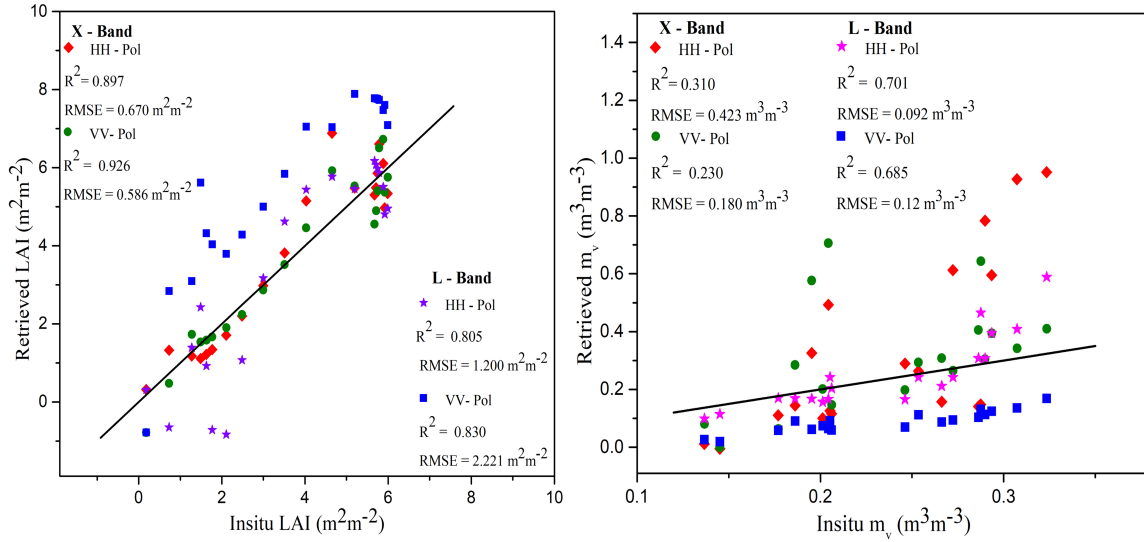 X - Band
HH - Pol
R² = 0.897
RMSE = 0.670 m²m⁻²
VV- Pol
R² = 0.926
RMSE = 0.586 m²m⁻²
L - Band
HH - Pol
R² = 0.805
RMSE = 1.200 m²m⁻²
VV- Pol
R² = 0.830
RMSE = 2.221 m²m⁻²
Retrieved LAI (m²m⁻²)
10
8
6
4
2
0
0 2 4 6 8 10
Insitu LAI (m²m⁻²)
X - Band
HH - Pol
R² = 0.310
RMSE = 0.423 m³m⁻³
VV- Pol
R² = 0.230
RMSE = 0.180 m³m⁻³
L - Band
HH - Pol
R² = 0.701
RMSE = 0.092 m³m⁻³
VV- Pol
R² = 0.685
RMSE = 0.12 m³m⁻³
Retrieved mᵥ (m³m⁻³)
1.4
1.2
1.0
0.8
0.6
0.4
0.2
0.0
0.1 0.2 0.3
Insitu mᵥ (m³m⁻³)